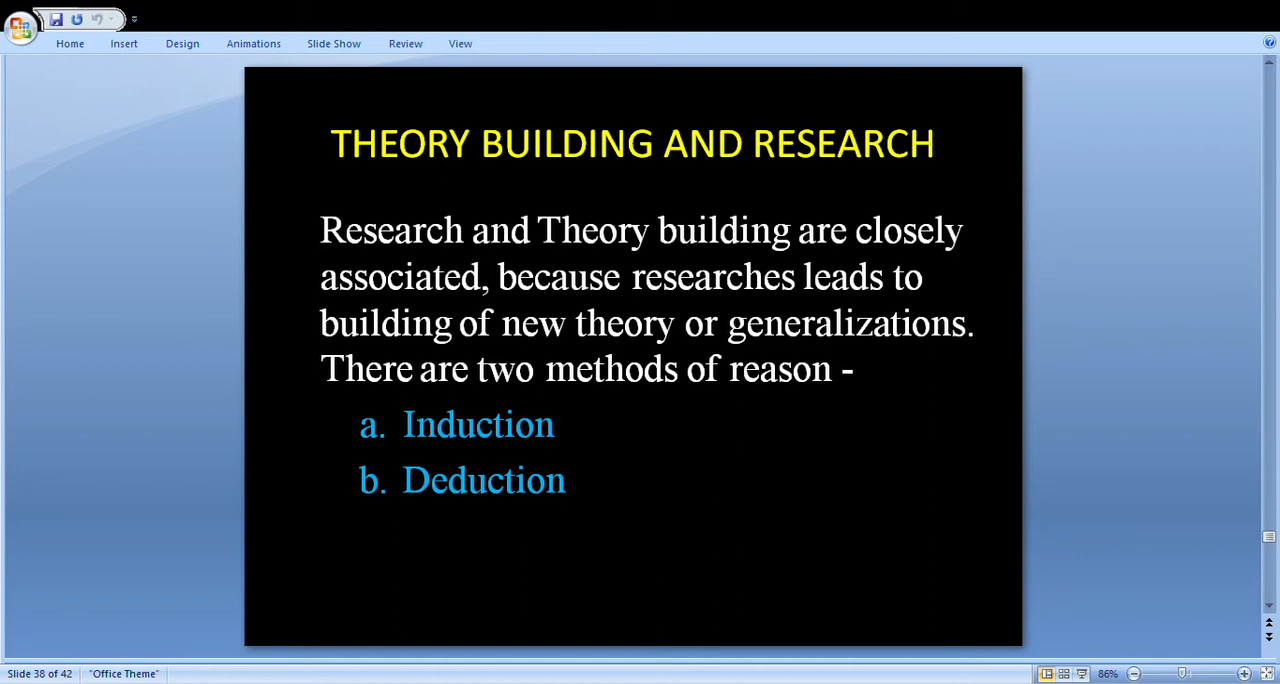 Home Insert Design Animations Slide Show Review View
THEORY BUILDING AND RESEARCH
Research and Theory building are closely
associated, because researches leads to
building of new theory or generalizations.
There are two methods of reason -
a. Induction
b. Deduction
Slide 38 of 42 "Office Theme" 86%